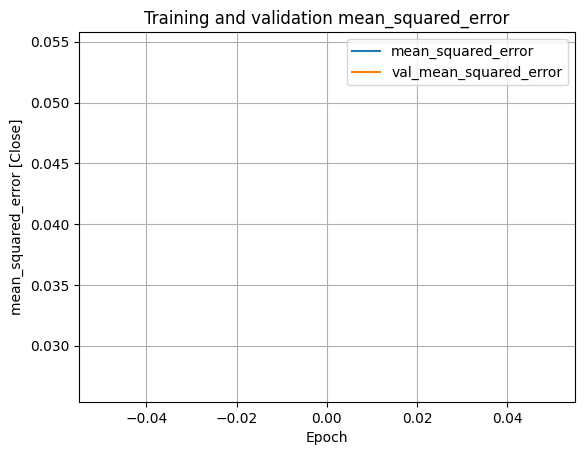 Training and validation mean_squared_error
mean_squared_error
val_mean_squared_error
0.055
0.050
0.045
0.040
0.035
0.030
mean_squared_error [Close]
−0.04
−0.02
0.00
0.02
0.04
Epoch